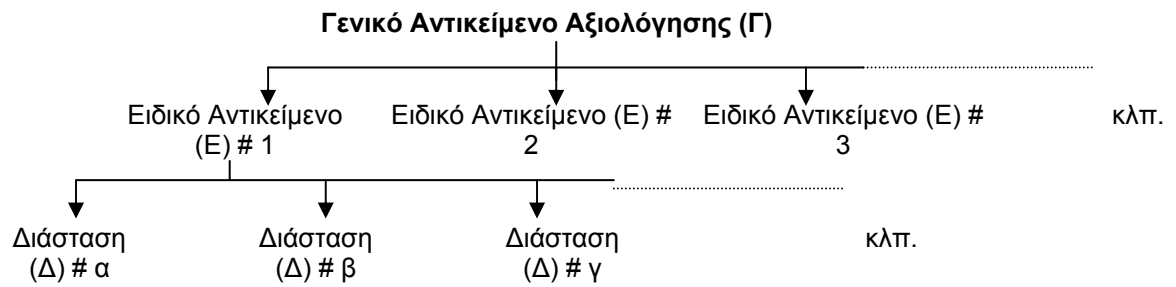 Γενικό Αντικείμενο Αξιολόγησης (Γ)
Ειδικό Αντικείμενο (Ε) # 1
Ειδικό Αντικείμενο (Ε) # 2
Ειδικό Αντικείμενο (Ε) # 3
κλπ.
Διάσταση (Δ) # α
Διάσταση (Δ) # β
Διάσταση (Δ) # γ
κλπ.